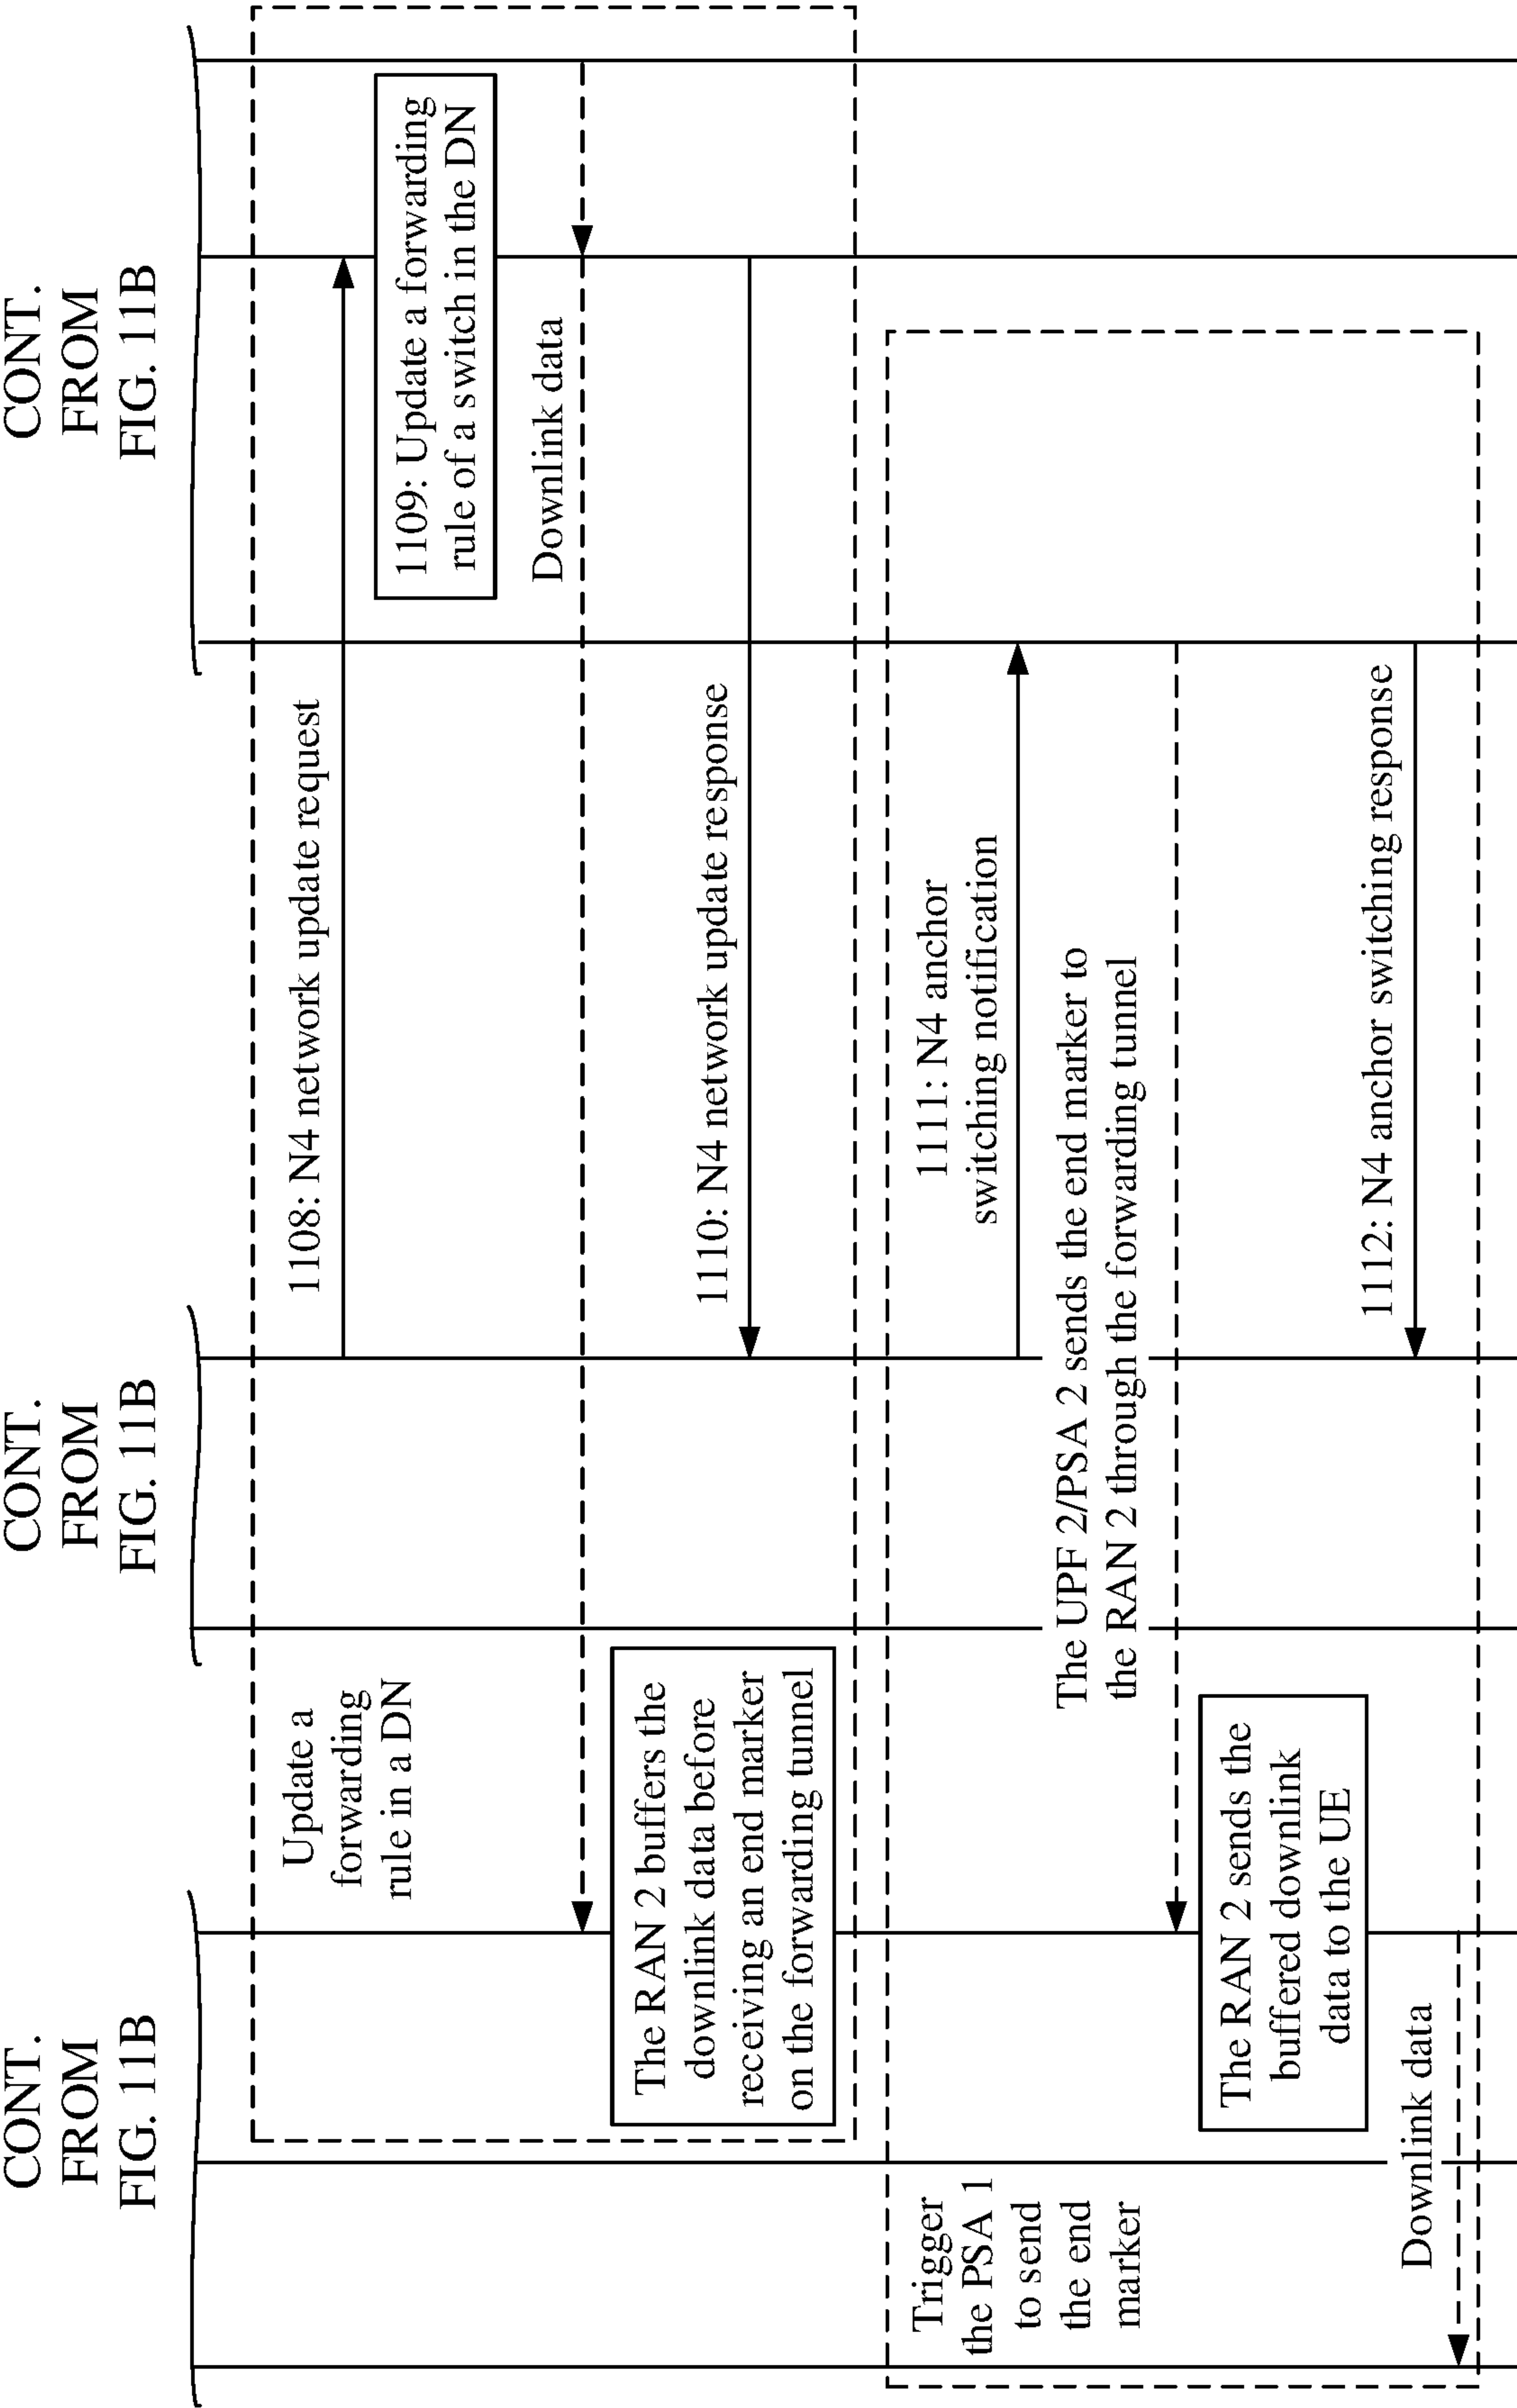 CONT.
FROM
FIG. 11B
CONT.
FROM
FIG. 11B
CONT.
FROM
FIG. 11B
Update a
forwarding
rule in a DN
1108: N4 network update request
1109: Update a forwarding
rule of a switch in the DN
Downlink data
The RAN 2 buffers the
downlink data before
receiving an end marker
on the forwarding tunnel
1110: N4 network update response
Trigger
the PSA 1
to send
the end
marker
1111: N4 anchor
switching notification
The UPF 2/PSA 2 sends the end marker to
the RAN 2 through the forwarding tunnel
The RAN 2 sends the
buffered downlink
data to the UE
1112: N4 anchor switching response
Downlink data